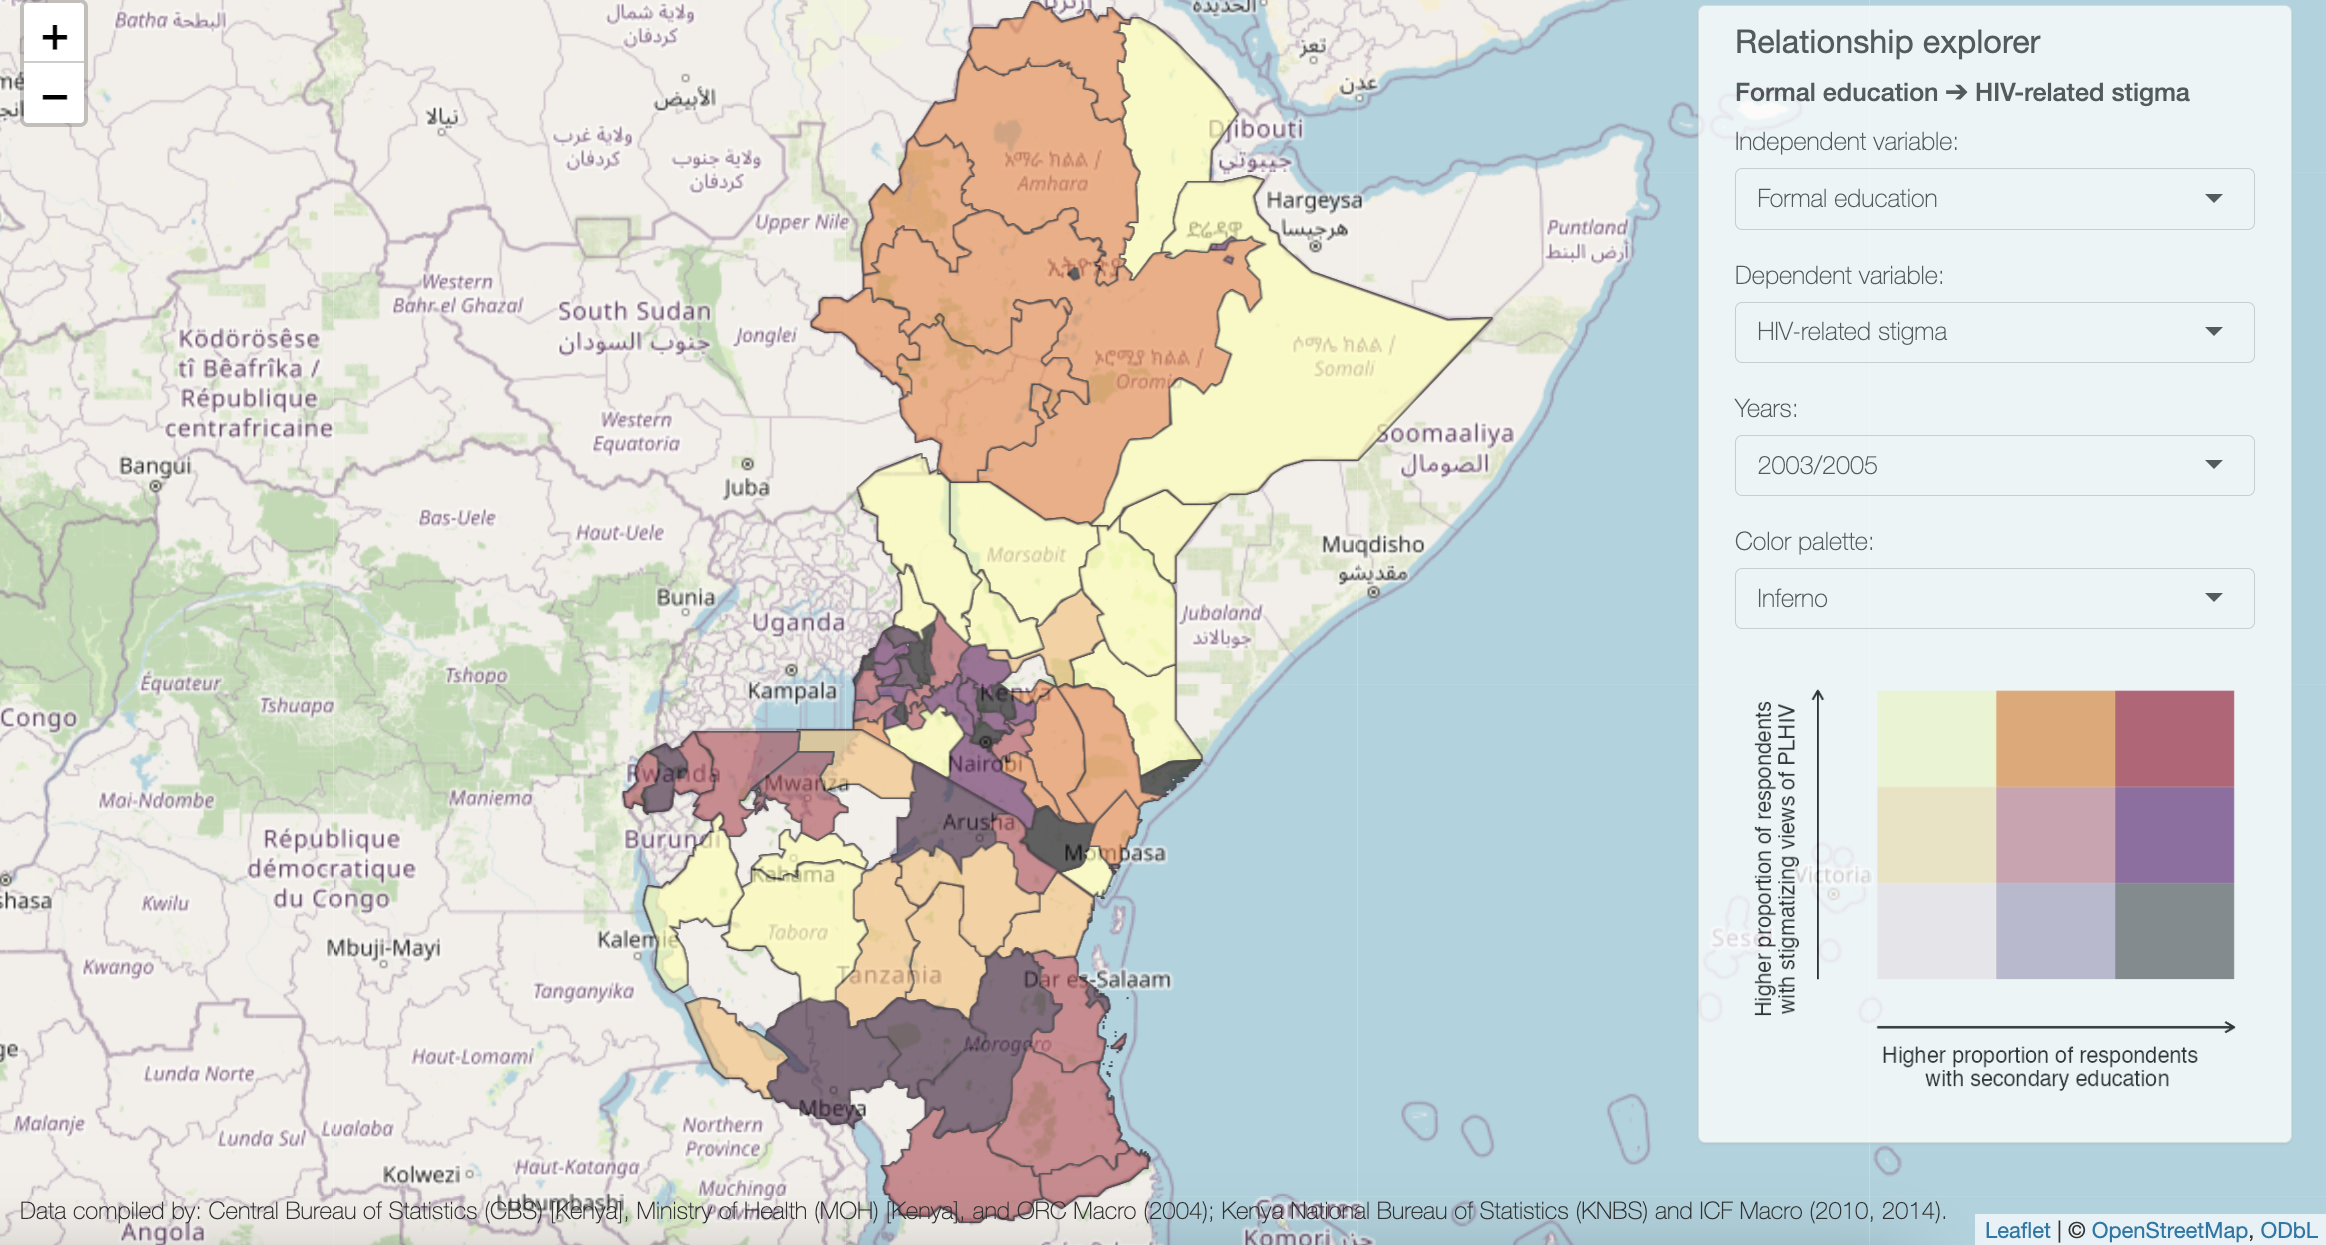 +
−
Batha البطحة
ولاية شمال
كردفان
الحديدة
تعز
عدن
نيالا
الأبيض
ولاية غرب
كردفان
ولاية جنوب
كردفان
አማራ ክልል /
Amhara
Djibouti
جيبوتي
Upper Nile
Hargeysa
هرجيسا
ድሬዳዋ
Puntland
أرض البنط
Western
Bahr el Ghazal
South Sudan
جنوب السودان
Jonglei
Ködörösêse
tî Bêafrîka /
République
centrafricaine
ኦሮሚያ ክልል /
Oromia
ሶማሌ ክልል /
Somali
Western
Equatoria
Soomaaliya
الصومال
Bangui
Juba
Bas-Uele
Haut-Uele
Marsabit
Muqdisho
مقديشو
Bunia
Uganda
Jubaland
جوبالاند
Équateur
Tshopo
Tshuapa
Kampala
Kenya
Congo
Nairobi
Rwanda
Mwanza
Mai-Ndombe
Maniema
Arusha
Burundi
Mombasa
République
démocratique
du Congo
Kahama
Victoria
shasa
Kwilu
Tabora
Kalemie
Mbuji-Mayi
Kwango
Tanzania
Dar es-Salaam
Tanganyika
Morogoro
Haut-Lomami
Lunda Norte
Mbeya
Malanje
Lunda Sul
Lualaba
Northern
Province
Kolwezi
Haut-Katanga
Muchinga
Lubumbashi
Angola
Komori
Relationship explorer
Formal education ➔ HIV-related stigma
Independent variable:
Formal education
Dependent variable:
HIV-related stigma
Years:
2003/2005
Color palette:
Inferno
Higher proportion of respondents
with stigmatizing views of PLHIV
Higher proportion of respondents
with secondary education
Data compiled by: Central Bureau of Statistics (CBS) [Kenya], Ministry of Health (MOH) [Kenya], and ORC Macro (2004); Kenya National Bureau of Statistics (KNBS) and ICF Macro (2010, 2014).
Leaflet | © OpenStreetMap, ODbL